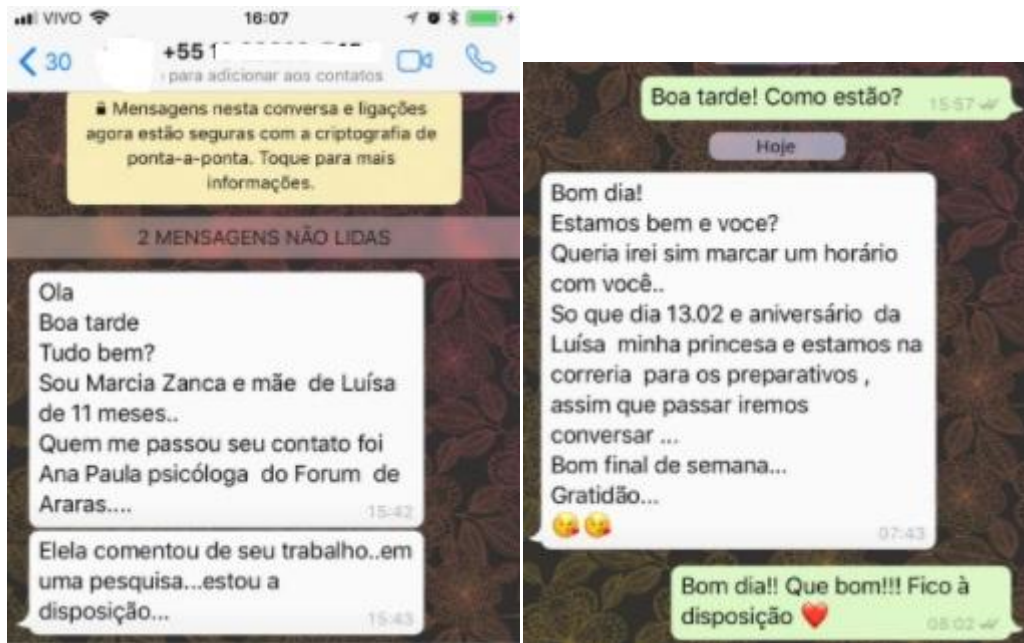 VIVO
16:07
30
+55 1
para adicionar aos contatos
Mensagens nesta conversa e ligações
agora estão seguras com a criptografia de
ponta-a-ponta. Toque para mais
informações.
2 MENSAGENS NÃO LIDAS
Ola
Boa tarde
Tudo bem?
Sou Marcia Zanca e mãe de Luísa
de 11 meses..
Quem me passou seu contato foi
Ana Paula psicóloga do Forum de
Araras....
15:42
Elela comentou de seu trabalho..em
uma pesquisa...estou a
disposição...
15:43
Boa tarde! Como estão?
15:57
Hoje
Bom dia!
Estamos bem e voce?
Queria irei sim marcar um horário
com você..
So que dia 13.02 e aniversário da
Luísa minha princesa e estamos na
correria para os preparativos ,
assim que passar iremos
conversar ...
Bom final de semana...
Gratidão...
😘😘
07:43
Bom dia!! Que bom!!! Fico à
disposição ❤️
08:02